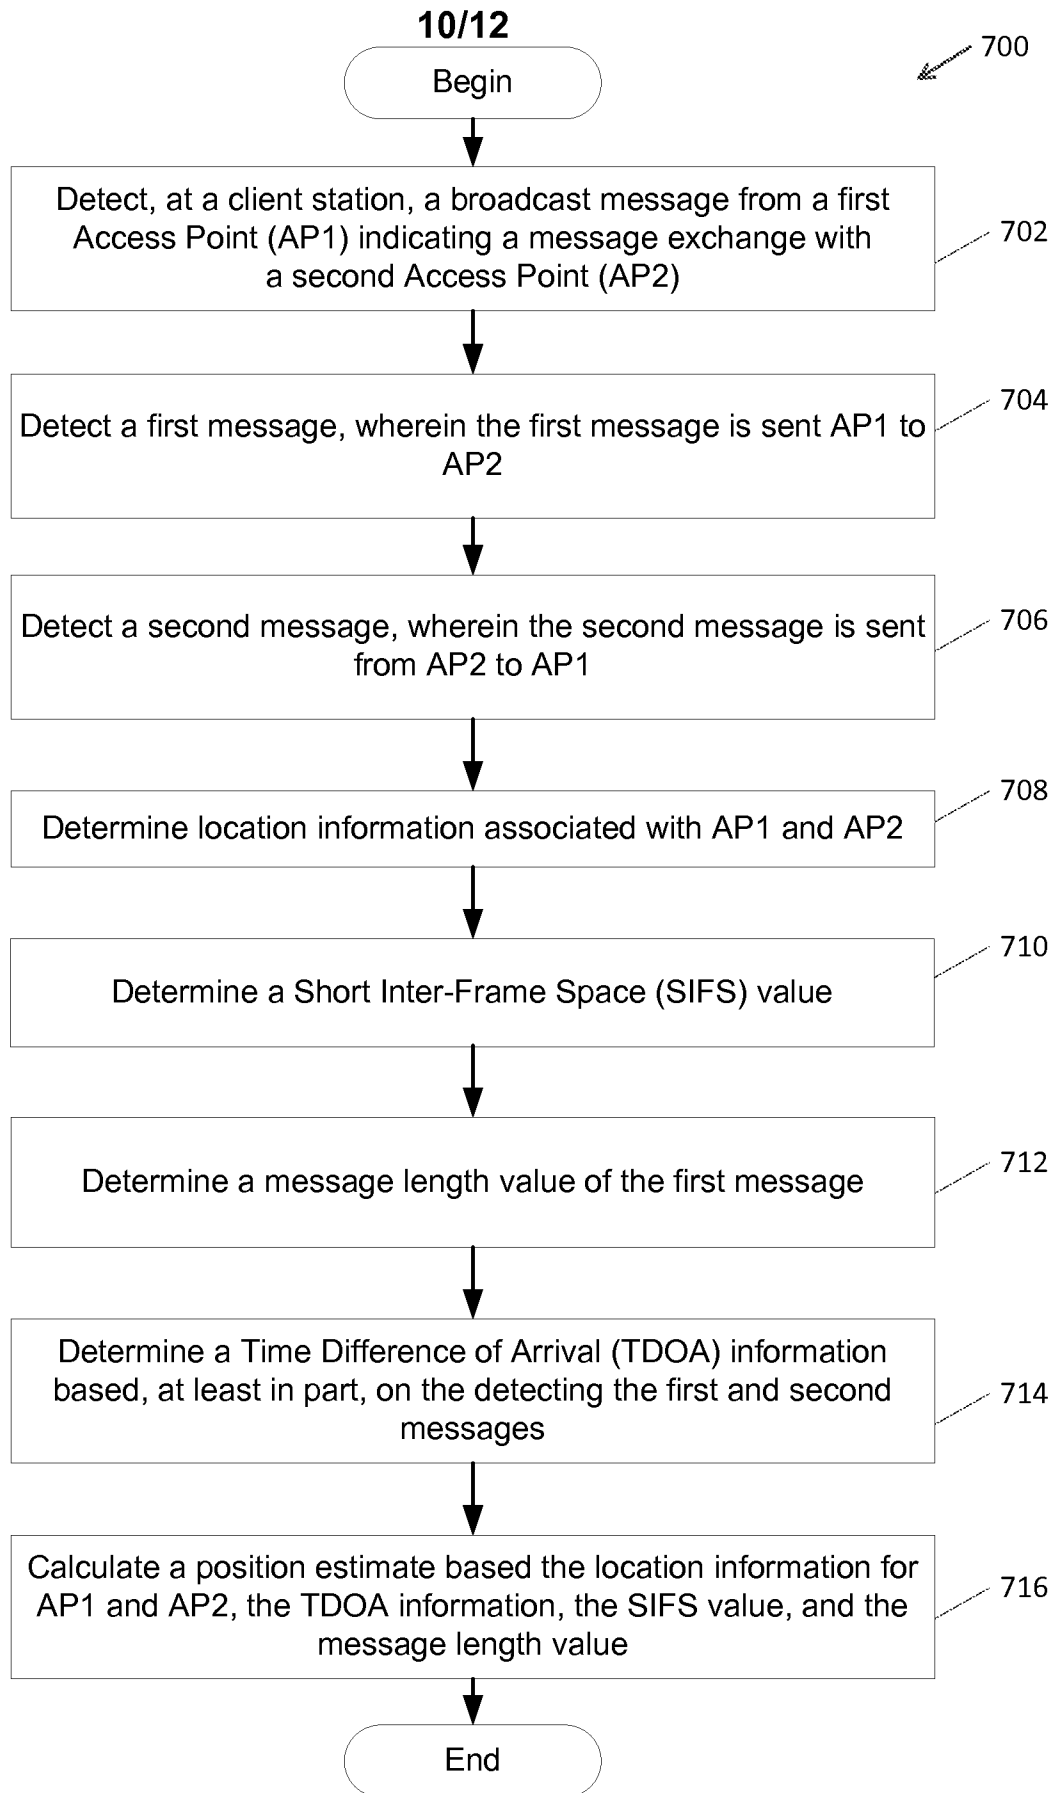 10/12
700
Begin
Detect, at a client station, a broadcast message from a first
Access Point (AP1) indicating a message exchange with
a second Access Point (AP2)
702
Detect a first message, wherein the first message is sent AP1 to
AP2
704
Detect a second message, wherein the second message is sent
from AP2 to AP1
706
Determine location information associated with AP1 and AP2
708
Determine a Short Inter-Frame Space (SIFS) value
710
Determine a message length value of the first message
712
Determine a Time Difference of Arrival (TDOA) information
based, at least in part, on the detecting the first and second
messages
714
Calculate a position estimate based the location information for
AP1 and AP2, the TDOA information, the SIFS value, and the
message length value
716
End